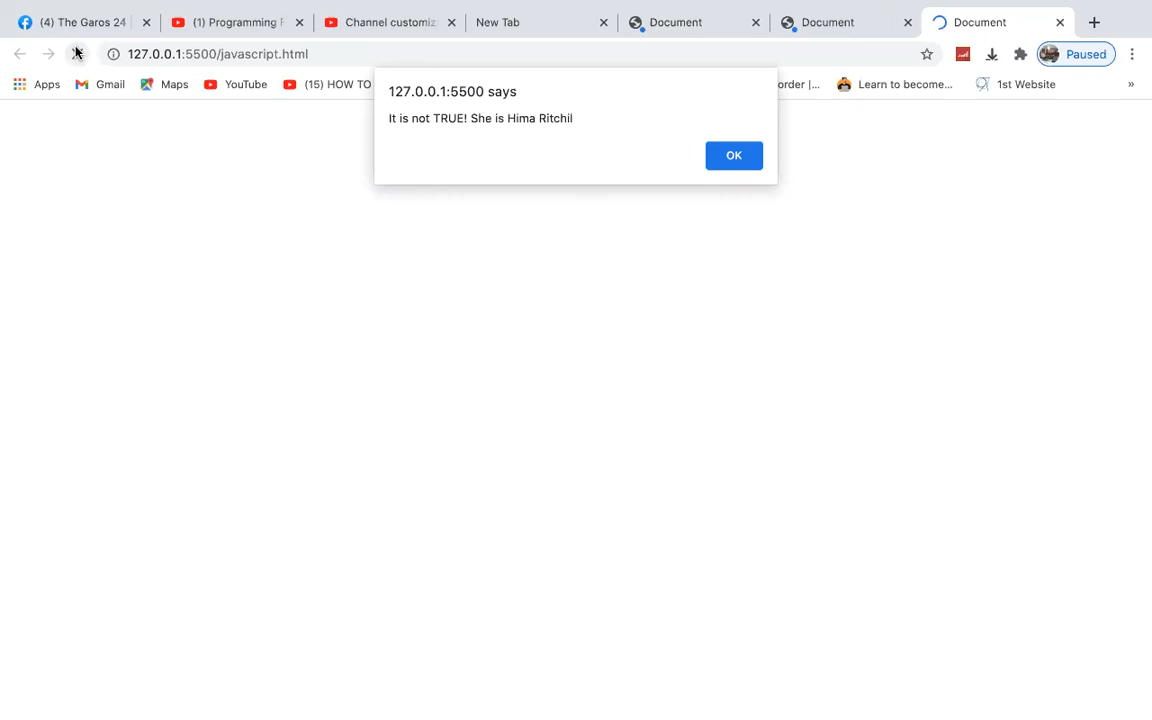 (4) The Garos 24
(1) Programming
Channel customiz
New Tab
Document
Document
Document
127.0.0.1:5500/javascript.html
Paused
Apps
Gmail
Maps
YouTube
(15) HOW TO
order |...
Learn to become...
1st Website
»
127.0.0.1:5500 says
It is not TRUE! She is Hima Ritchil
OK